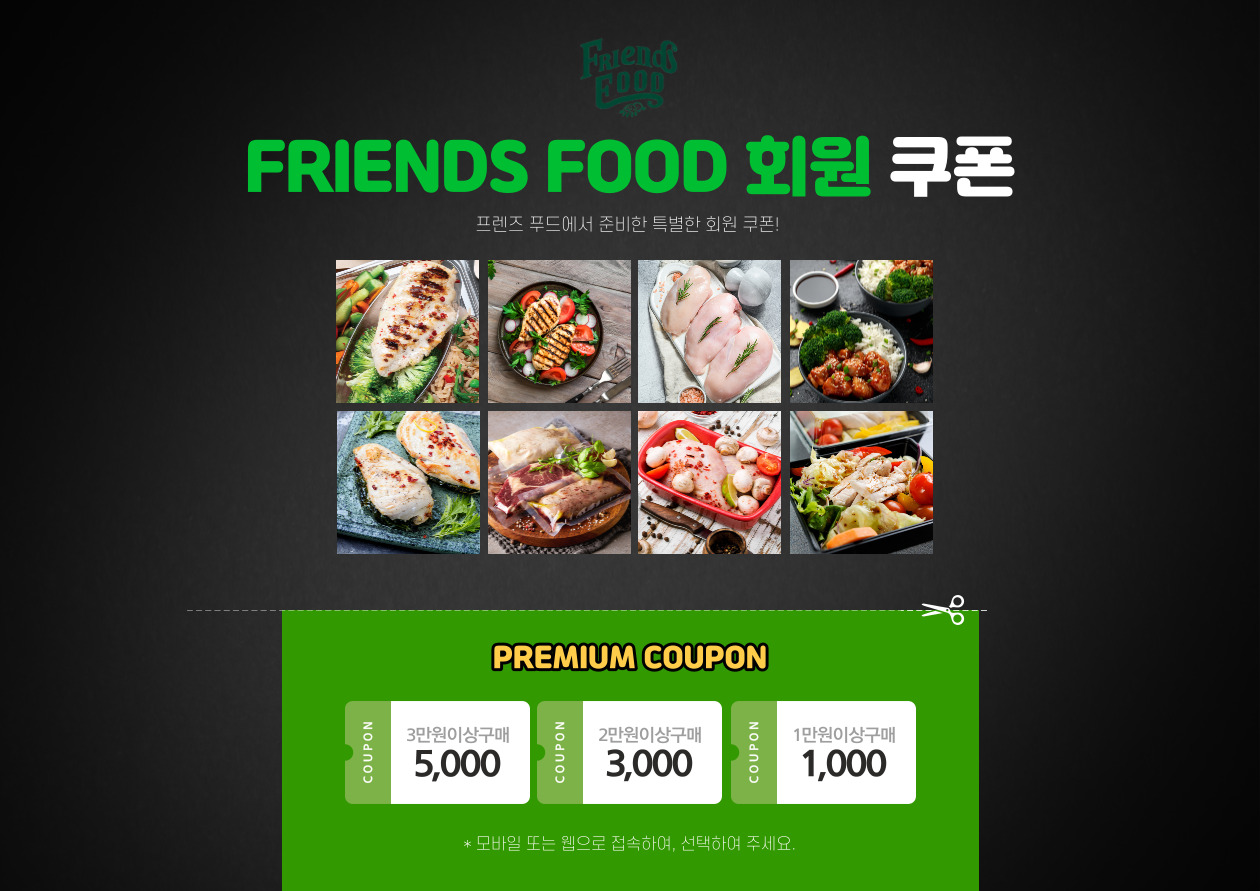 Friends
Food
FRIENDS FOOD 회원 쿠폰
프렌즈 푸드에서 준비한 특별한 회원 쿠폰!
PREMIUM COUPON
COUPON
3만원이상구매
5,000
COUPON
2만원이상구매
3,000
COUPON
1만원이상구매
1,000
* 모바일 또는 웹으로 접속하여, 선택하여 주세요.